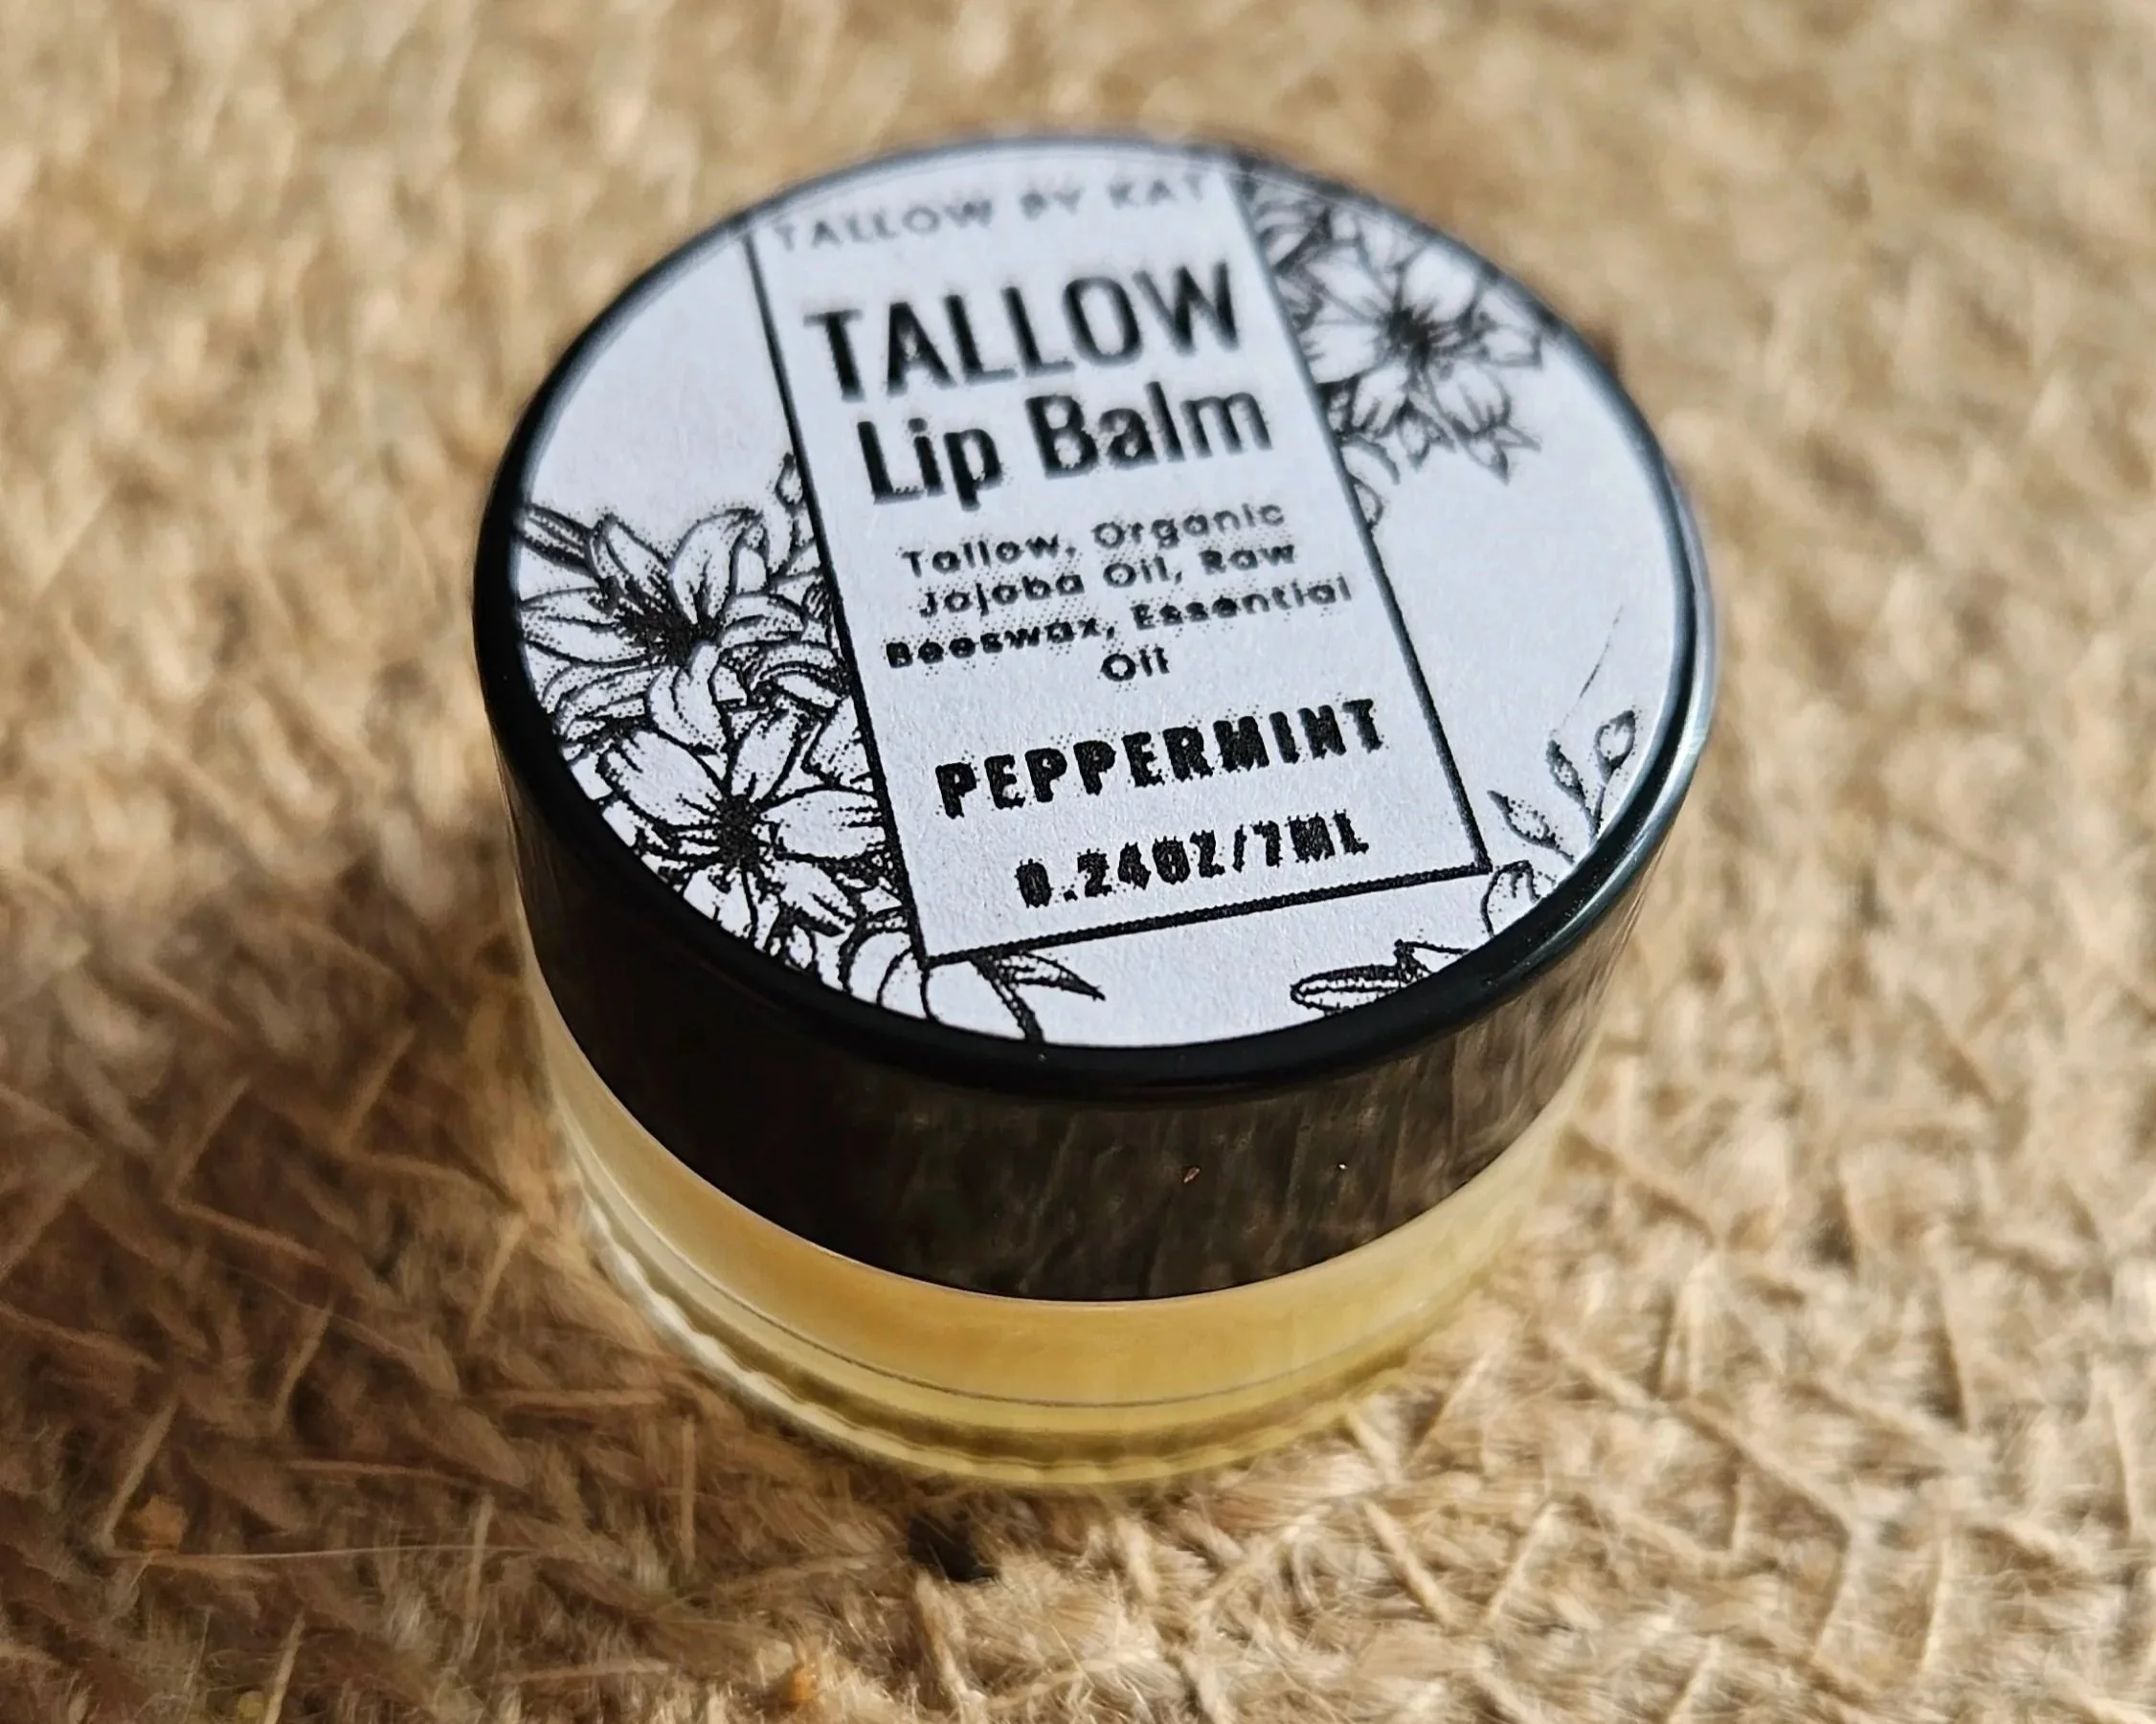 TALLOW BY KAT
TALLOW
Lip Balm
Tallow, Organic
Jojoba Oil, Raw
Beeswax, Essential
Oil
PEPPERMINT
0.24OZ/7ML